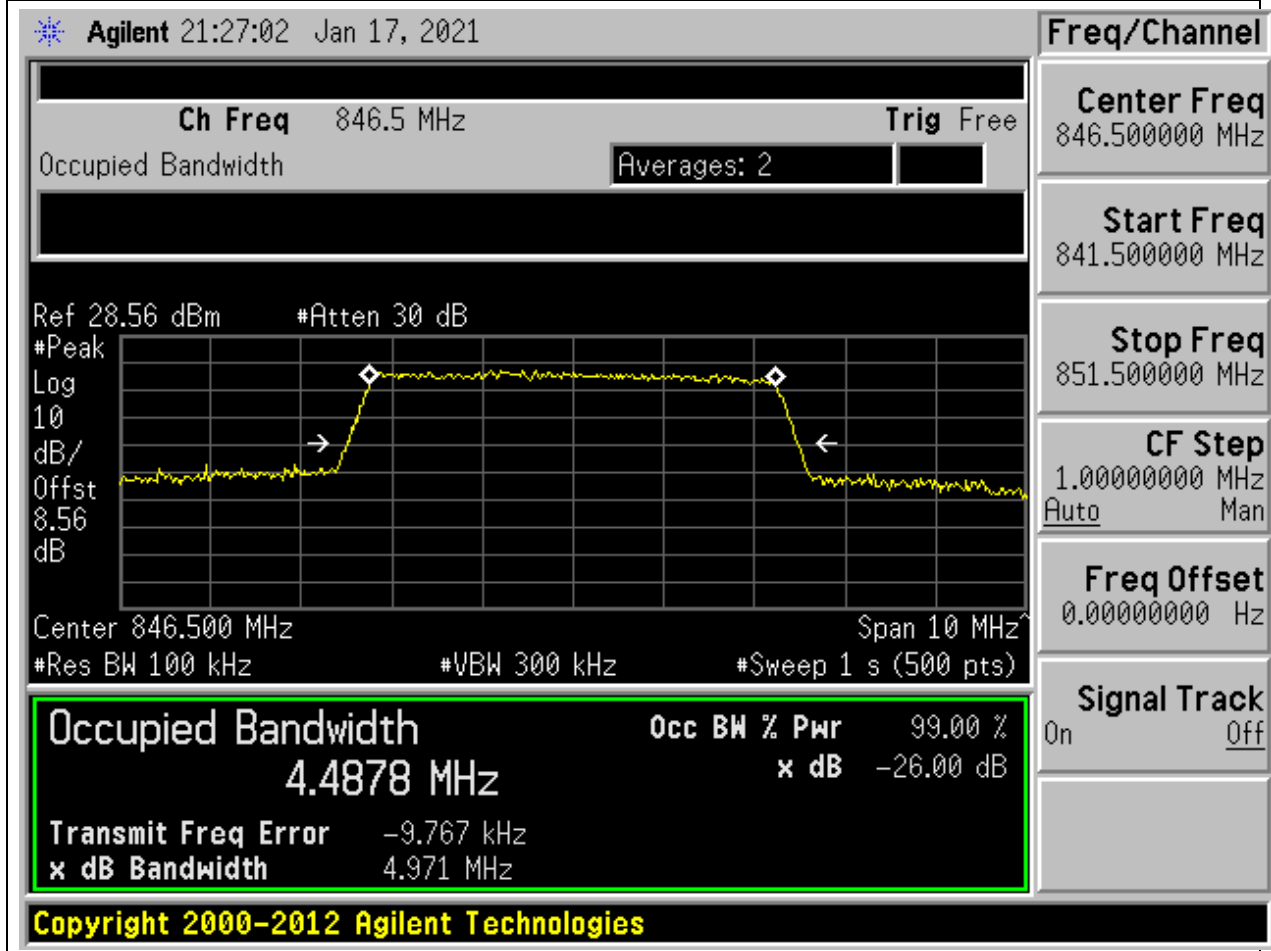 Agilent 21:27:02 Jan 17, 2021
Freq/Channel
Ch Freq 846.5 MHz Trig Free
Occupied Bandwidth Averages: 2
Ref 28.56 dBm #Atten 30 dB
#Peak
Log
10
dB/
Offst
8.56
dB
Center 846.500 MHz Span 10 MHz^
#Res BW 100 kHz #VBW 300 kHz #Sweep 1 s (500 pts)
Occupied Bandwidth
4.4878 MHz
Occ BW % Pwr 99.00 %
x dB -26.00 dB
Transmit Freq Error -9.767 kHz
x dB Bandwidth 4.971 MHz
Center Freq
846.500000 MHz
Start Freq
841.500000 MHz
Stop Freq
851.500000 MHz
CF Step
1.00000000 MHz
Auto Man
Freq Offset
0.00000000 Hz
Signal Track
On Off
Copyright 2000-2012 Agilent Technologies